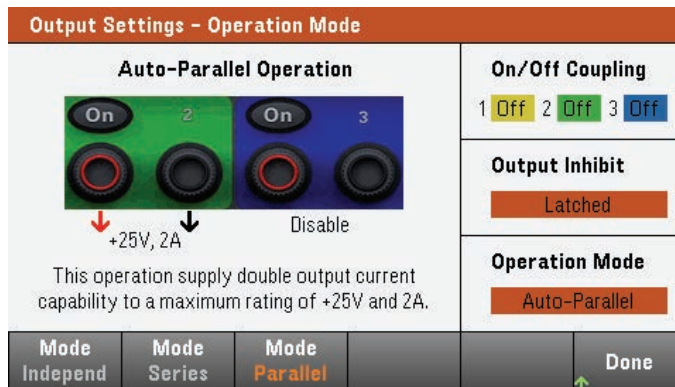 Output Settings - Operation Mode
Auto-Parallel Operation
On 2 On 3
+25V, 2A
Disable
This operation supply double output current
capability to a maximum rating of +25V and 2A.
On/Off Coupling
1 Off 2 Off 3 Off
Output Inhibit
Latched
Operation Mode
Auto-Parallel
Mode
Independ
Mode
Series
Mode
Parallel
Done